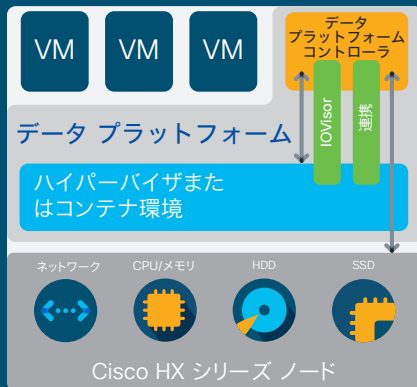 VM VM VM
データ
プラットフォーム
コントローラ
IOVisor
連携
データ プラットフォーム
ハイパーバイザまた
はコンテナ環境
ネットワーク CPU/メモリ HDD SSD
Cisco HX シリーズ ノード